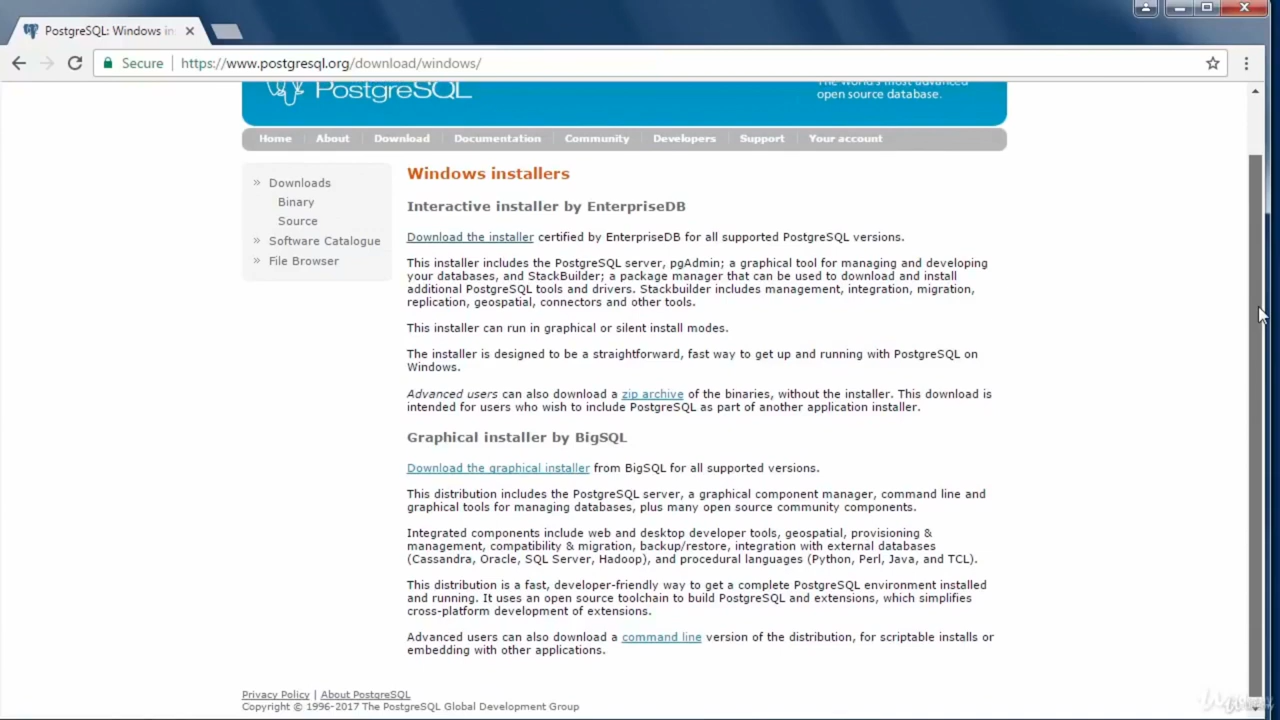 PostgreSQL: Windows in
Secure https://www.postgresql.org/download/windows/
PostgreSQL
The world's most advanced
open source database.
Home About Download Documentation Community Developers Support Your account
» Downloads
Binary
Source
» Software Catalogue
» File Browser
Windows installers
Interactive installer by EnterpriseDB
Download the installer certified by EnterpriseDB for all supported PostgreSQL versions.
This installer includes the PostgreSQL server, pgAdmin; a graphical tool for managing and developing
your databases, and StackBuilder; a package manager that can be used to download and install
additional PostgreSQL tools and drivers. Stackbuilder includes management, integration, migration,
replication, geospatial, connectors and other tools.
This installer can run in graphical or silent install modes.
The installer is designed to be a straightforward, fast way to get up and running with PostgreSQL on
Windows.
Advanced users can also download a zip archive of the binaries, without the installer. This download is
intended for users who wish to include PostgreSQL as part of another application installer.
Graphical installer by BigSQL
Download the graphical installer from BigSQL for all supported versions.
This distribution includes the PostgreSQL server, a graphical component manager, command line and
graphical tools for managing databases, plus many open source community components.
Integrated components include web and desktop developer tools, geospatial, provisioning &
management, compatibility & migration, backup/restore, integration with external databases
(Cassandra, Oracle, SQL Server, Hadoop), and procedural languages (Python, Perl, Java, and TCL).
This distribution is a fast, developer-friendly way to get a complete PostgreSQL environment installed
and running. It uses an open source toolchain to build PostgreSQL and extensions, which simplifies
cross-platform development of extensions.
Advanced users can also download a command line version of the distribution, for scriptable installs or
embedding with other applications.
Privacy Policy | About PostgreSQL
Copyright © 1996-2017 The PostgreSQL Global Development Group